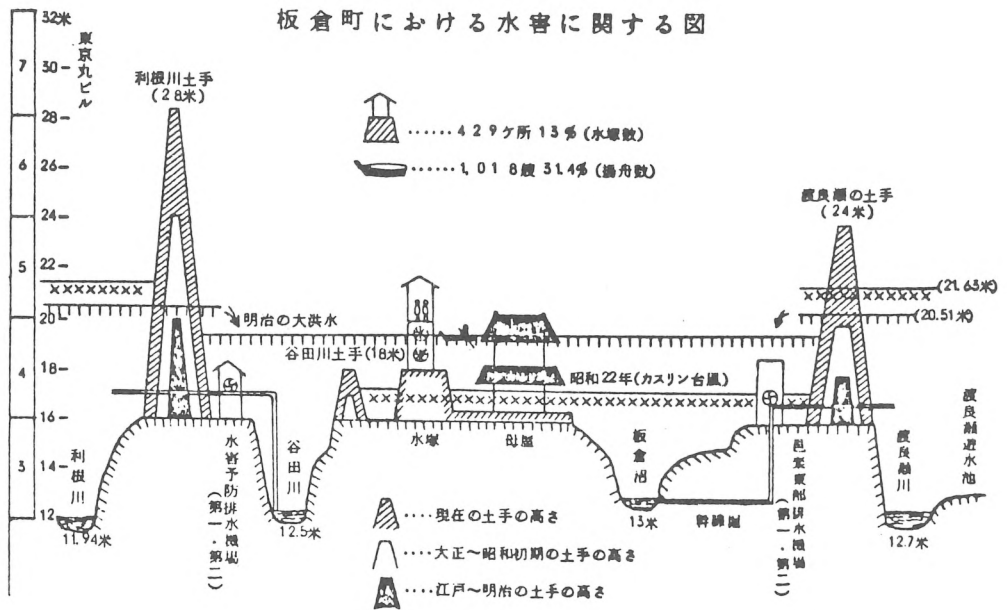 板倉町における水害に関する図
32米
30
28
26
24
22
20
18
16
14
12
7
6
5
4
3
東京丸ビル
利根川土手
(28米)
……429ケ所 13% (水塚数)
……1,018艘 31.4% (揚舟数)
渡良瀬の土手
(24米)
(21.63米)
(20.51米)
明治の大洪水
谷田川土手(18米)
昭和22年(カスリン台風)
利根川
11.94米
水害予防排水機場
(第一・第二)
谷田川
12.5米
水塚
母屋
板倉沼
13米
幹線堀
邑楽東部排水機場
(第一・第二)
渡良瀬川
12.7米
渡良瀬遊水池
……現在の土手の高さ
……大正〜昭和初期の土手の高さ
……江戸〜明治の土手の高さ